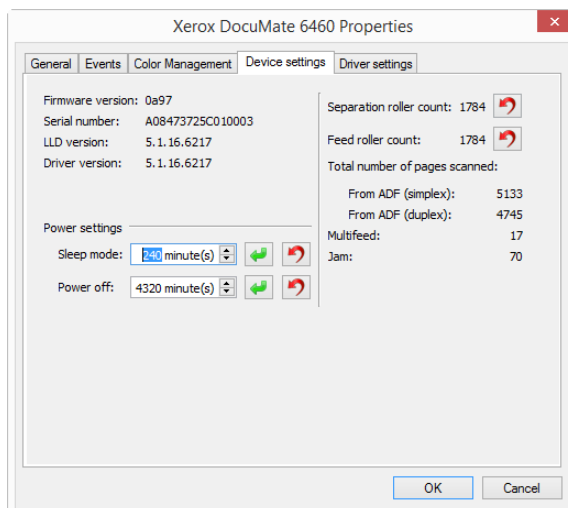 Xerox DocuMate 6460 Properties
General Events Color Management Device settings Driver settings
Firmware version: 0a97
Serial number: A08473725C010003
LLD version: 5.1.16.6217
Driver version: 5.1.16.6217
Power settings
Sleep mode: 240 minute(s)
Power off: 4320 minute(s)
Separation roller count: 1784
Feed roller count: 1784
Total number of pages scanned:
From ADF (simplex): 5133
From ADF (duplex): 4745
Multifeed: 17
Jam: 70
OK Cancel